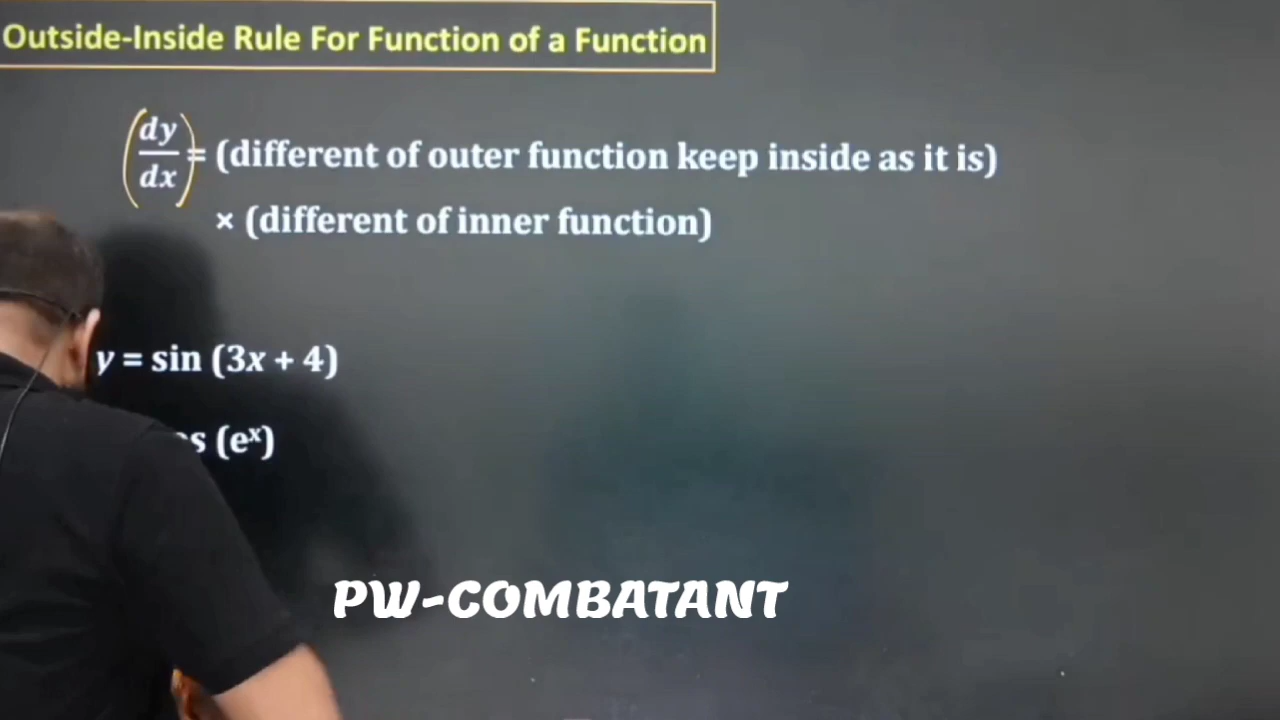 Outside-Inside Rule For Function of a Function
(dy/dx) = (different of outer function keep inside as it is)
× (different of inner function)
y = sin (3x + 4)
s (eˣ)
PW-COMBATANT